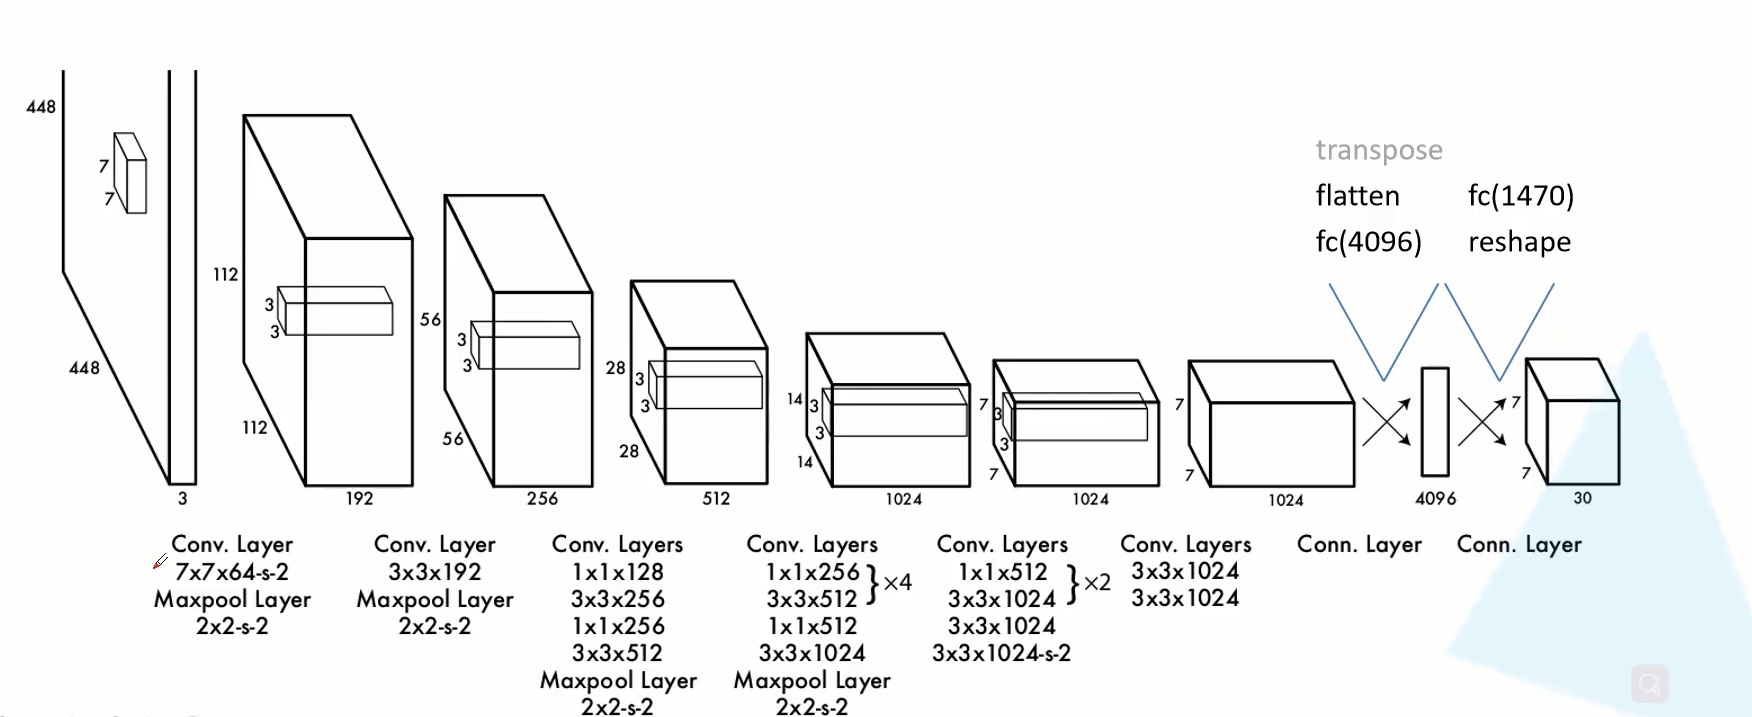 transpose
flatten
fc(4096)
fc(1470)
reshape
448
7
7
448
3
112
3
3
112
192
56
3
3
56
256
28
3
3
28
512
14
3
3
14
1024
7
3
3
7
1024
7
7
1024
4096
7
7
30
Conv. Layer
7x7x64-s-2
Maxpool Layer
2x2-s-2
Conv. Layer
3x3x192
Maxpool Layer
2x2-s-2
Conv. Layers
1x1x128
3x3x256
1x1x256
3x3x512
Maxpool Layer
2x2-s-2
Conv. Layers
1x1x256
3x3x512
} ×4
1x1x512
3x3x1024
Maxpool Layer
2x2-s-2
Conv. Layers
1x1x512
3x3x1024
} ×2
3x3x1024
3x3x1024-s-2
Conv. Layers
3x3x1024
3x3x1024
Conn. Layer
Conn. Layer